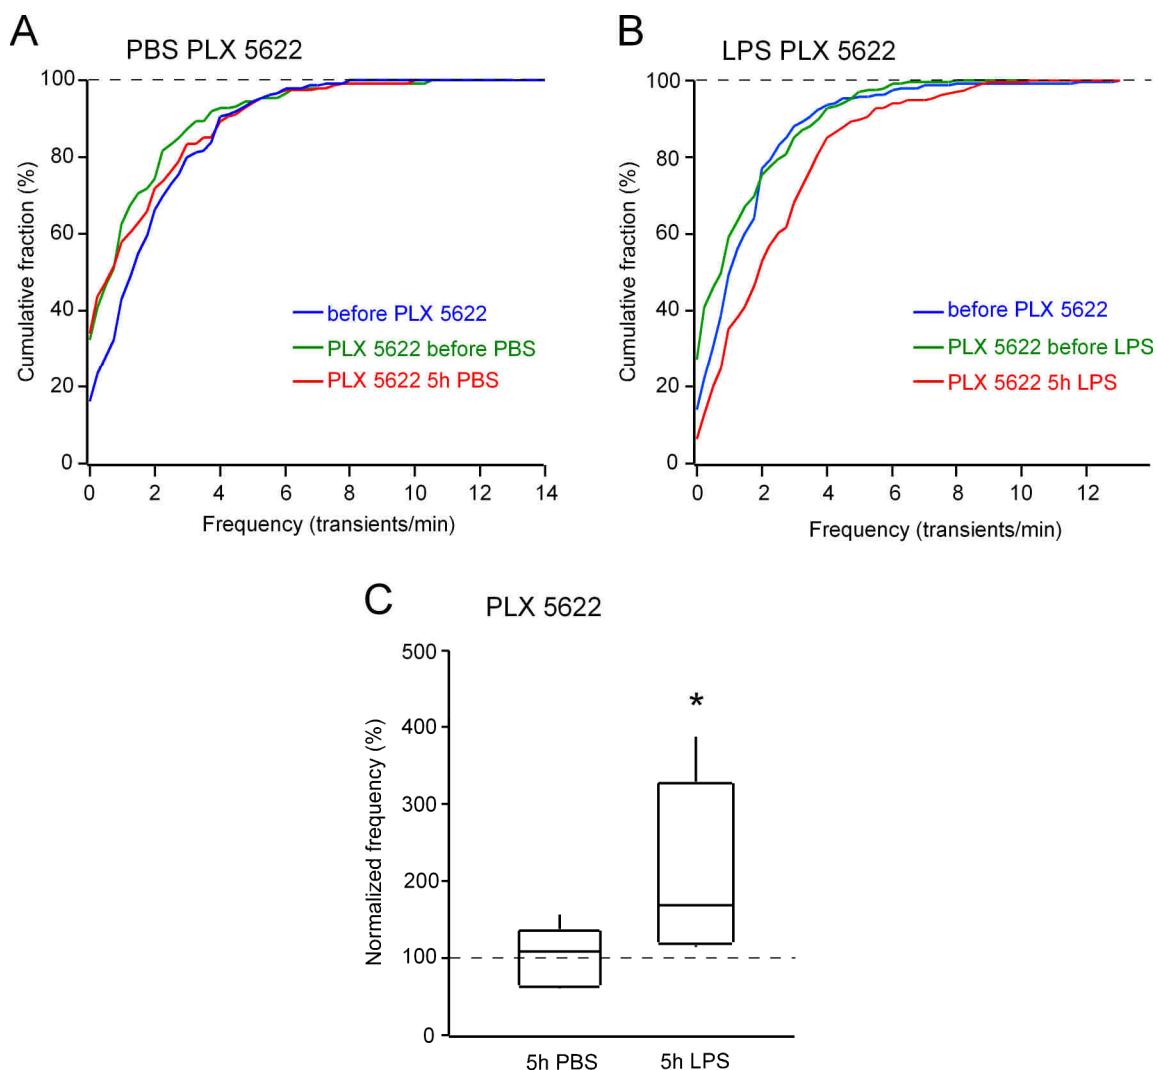 A
PBS PLX 5622
Cumulative fraction (%)
100
80
60
40
20
0
before PLX 5622
PLX 5622 before PBS
PLX 5622 5h PBS
0 2 4 6 8 10 12 14
Frequency (transients/min)
B
LPS PLX 5622
Cumulative fraction (%)
100
80
60
40
20
0
before PLX 5622
PLX 5622 before LPS
PLX 5622 5h LPS
0 2 4 6 8 10 12
Frequency (transients/min)
C
PLX 5622
Normalized frequency (%)
500
400
300
200
100
0
*
5h PBS 5h LPS